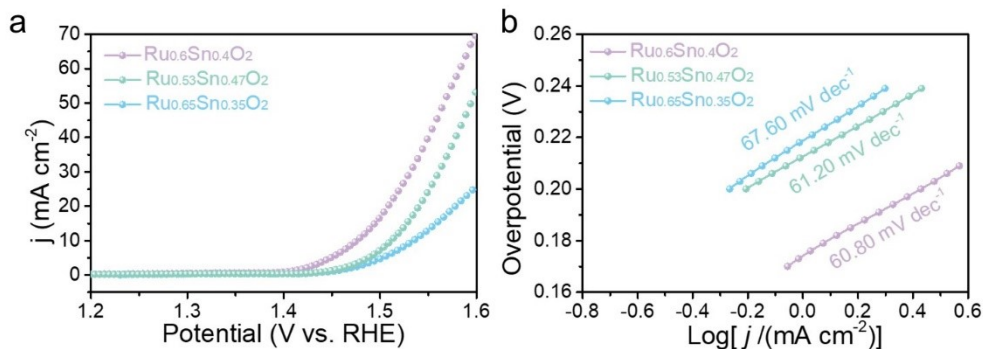 a
70
60
50
40
30
20
10
0
j (mA cm⁻²)
Ru0.6Sn0.4O2
Ru0.53Sn0.47O2
Ru0.65Sn0.35O2
1.2 1.3 1.4 1.5 1.6
Potential (V vs. RHE)
b
0.26
0.24
0.22
0.20
0.18
0.16
Overpotential (V)
Ru0.6Sn0.4O2
Ru0.53Sn0.47O2
Ru0.65Sn0.35O2
67.60 mV dec⁻¹
61.20 mV dec⁻¹
60.80 mV dec⁻¹
-0.8 -0.6 -0.4 -0.2 0.0 0.2 0.4 0.6
Log[ j /(mA cm⁻²)]